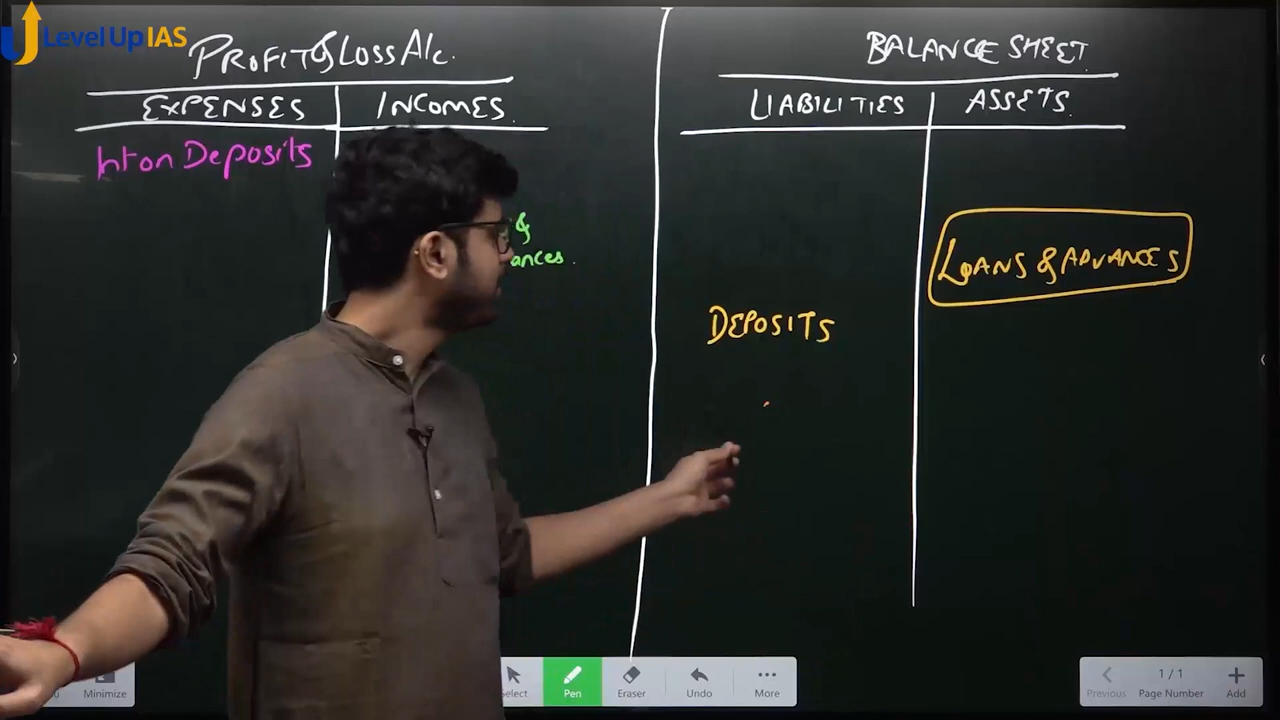 Level Up IAS
PROFIT & LOSS A/c.
EXPENSES
INCOMES.
Int on Deposits
&
ances.
BALANCE SHEET.
LIABILITIES
ASSETS.
LOANS & ADVANCES
DEPOSITS
Minimize
Select
Pen
Eraser
Undo
More
Previous
1 / 1
Page Number
Add